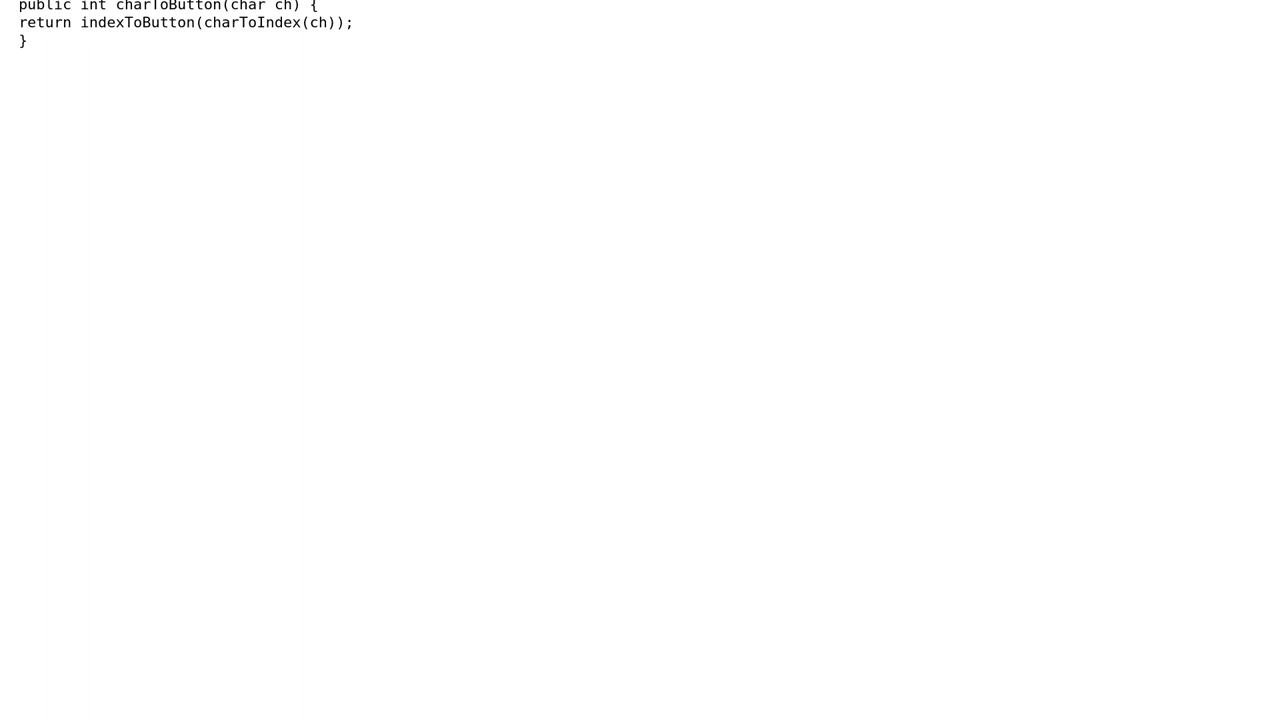 public int charToButton(char ch) {
return indexToButton(charToIndex(ch));
}